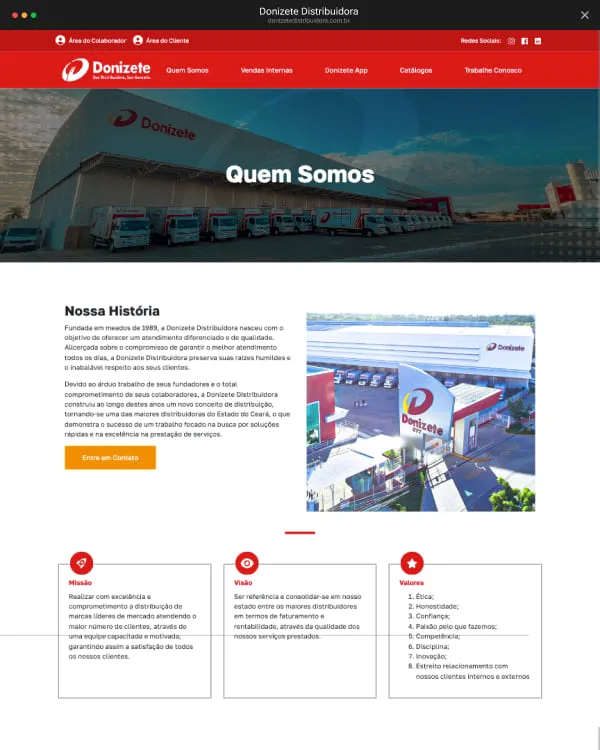 Donizete Distribuidora
donizetedistribuidora.com.br
Área do Colaborador Área do Cliente Redes Sociais:
Donizete
Sua Distribuidora, Sua Garantia.
Quem Somos Vendas Internas Donizete App Catálogos Trabalhe Conosco
Donizete
Quem Somos
Nossa História
Fundada em meados de 1989, a Donizete Distribuidora nasceu com o
objetivo de oferecer um atendimento diferenciado e de qualidade.
Alicerçada sobre o compromisso de garantir o melhor atendimento
todos os dias, a Donizete Distribuidora preserva suas raízes humildes e
o inabalável respeito aos seus clientes.
Devido ao árduo trabalho de seus fundadores e o total
comprometimento de seus colaboradores, a Donizete Distribuidora
construiu ao longo destes anos um novo conceito de distribuição,
tornando-se uma das maiores distribuidoras do Estado do Ceará, o que
demonstra o sucesso de um trabalho focado na busca por soluções
rápidas e na excelência na prestação de serviços.
Entre em Contato
Donizete
Donizete
Missão
Realizar com excelência e
comprometimento a distribuição de
marcas líderes de mercado atendendo o
maior número de clientes, através de
uma equipe capacitada e motivada,
garantindo assim a satisfação de todos
os nossos clientes.
Visão
Ser referência e consolidar-se em nosso
estado entre os maiores distribuidores
em termos de faturamento e
rentabilidade, através da qualidade dos
nossos serviços prestados.
Valores
1. Ética;
2. Honestidade;
3. Confiança;
4. Paixão pelo que fazemos;
5. Competência;
6. Disciplina;
7. Inovação;
8. Estreito relacionamento com
nossos clientes internos e externos